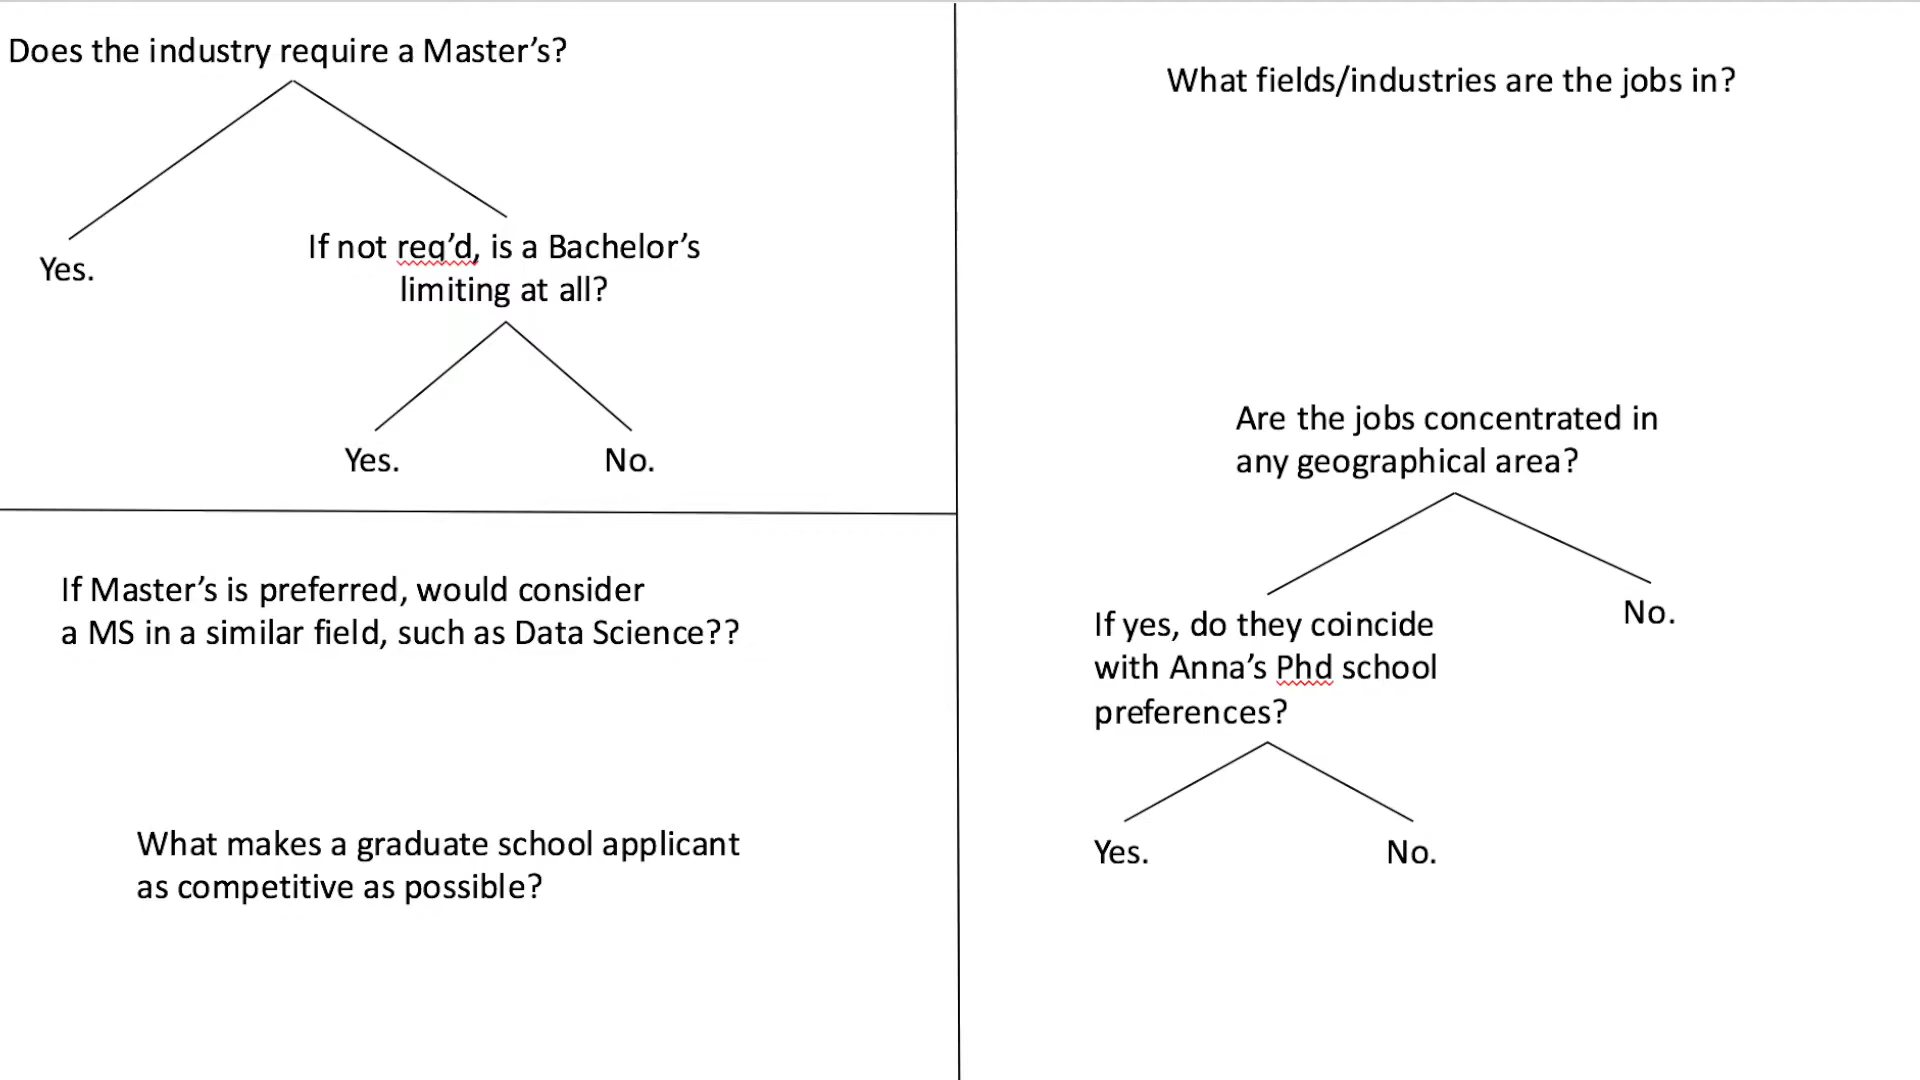 Does the industry require a Master’s?
Yes.
If not req’d, is a Bachelor’s
limiting at all?
Yes.
No.
If Master’s is preferred, would consider
a MS in a similar field, such as Data Science??
What makes a graduate school applicant
as competitive as possible?
What fields/industries are the jobs in?
Are the jobs concentrated in
any geographical area?
If yes, do they coincide
with Anna’s Phd school
preferences?
No.
Yes.
No.